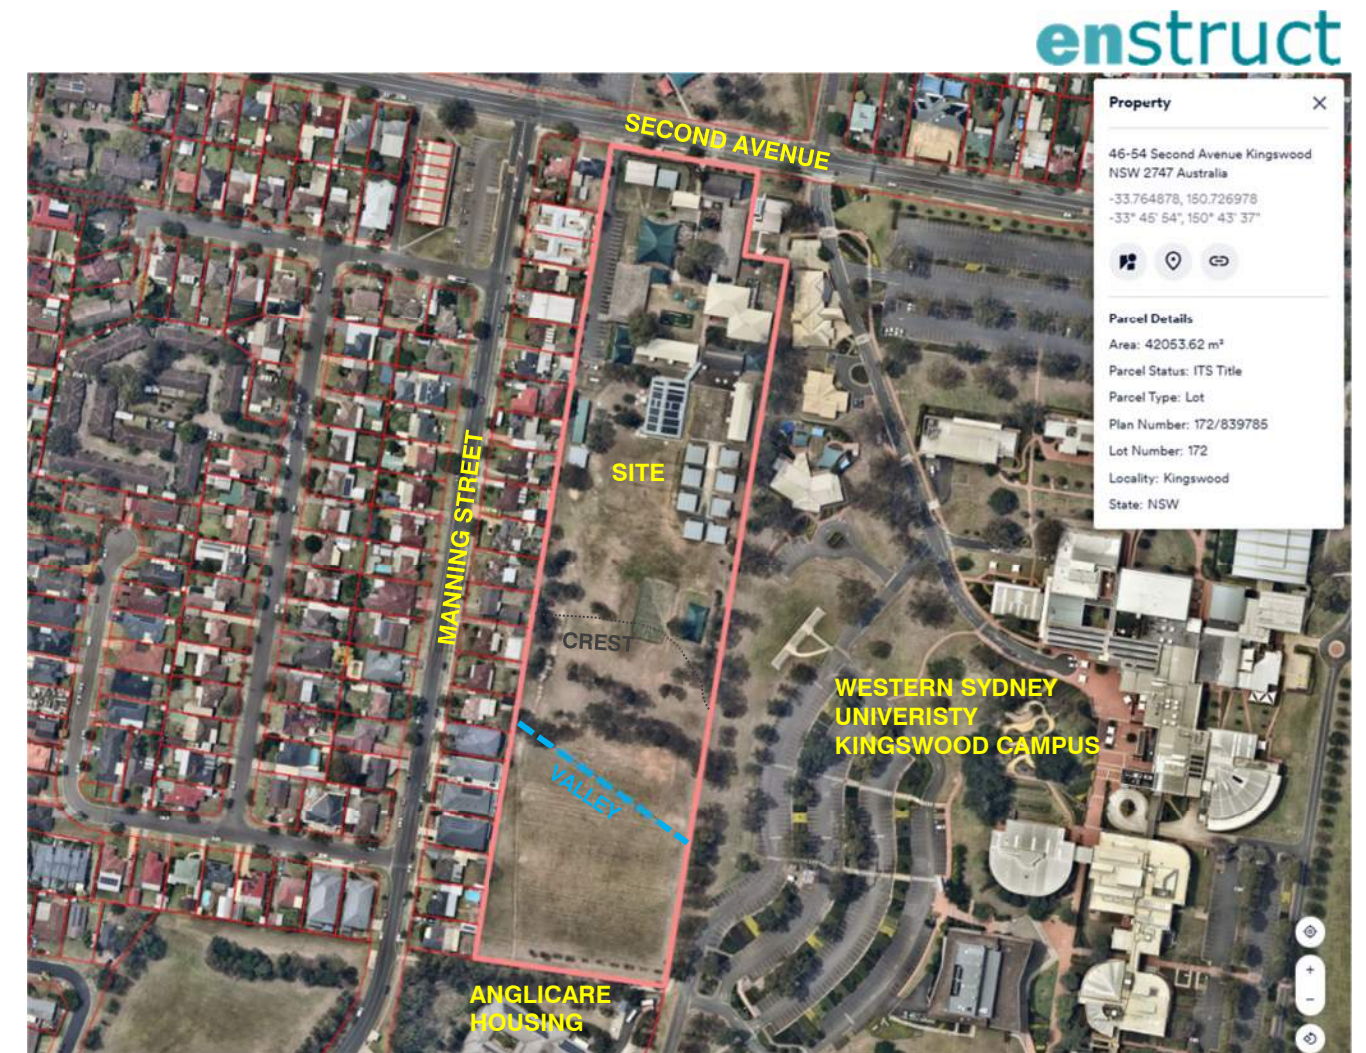 enstruct
SECOND AVENUE
Property
46-54 Second Avenue Kingswood
NSW 2747 Australia
-33.764878, 150.726978
-33° 45' 54", 150° 43' 37"
Parcel Details
Area: 42053.62 m²
Parcel Status: ITS Title
Parcel Type: Lot
Plan Number: 172/839785
Lot Number: 172
Locality: Kingswood
State: NSW
MANNING STREET
SITE
CREST
WESTERN SYDNEY
UNIVERISTY
KINGSWOOD CAMPUS
VALLEY
ANGLICARE
HOUSING